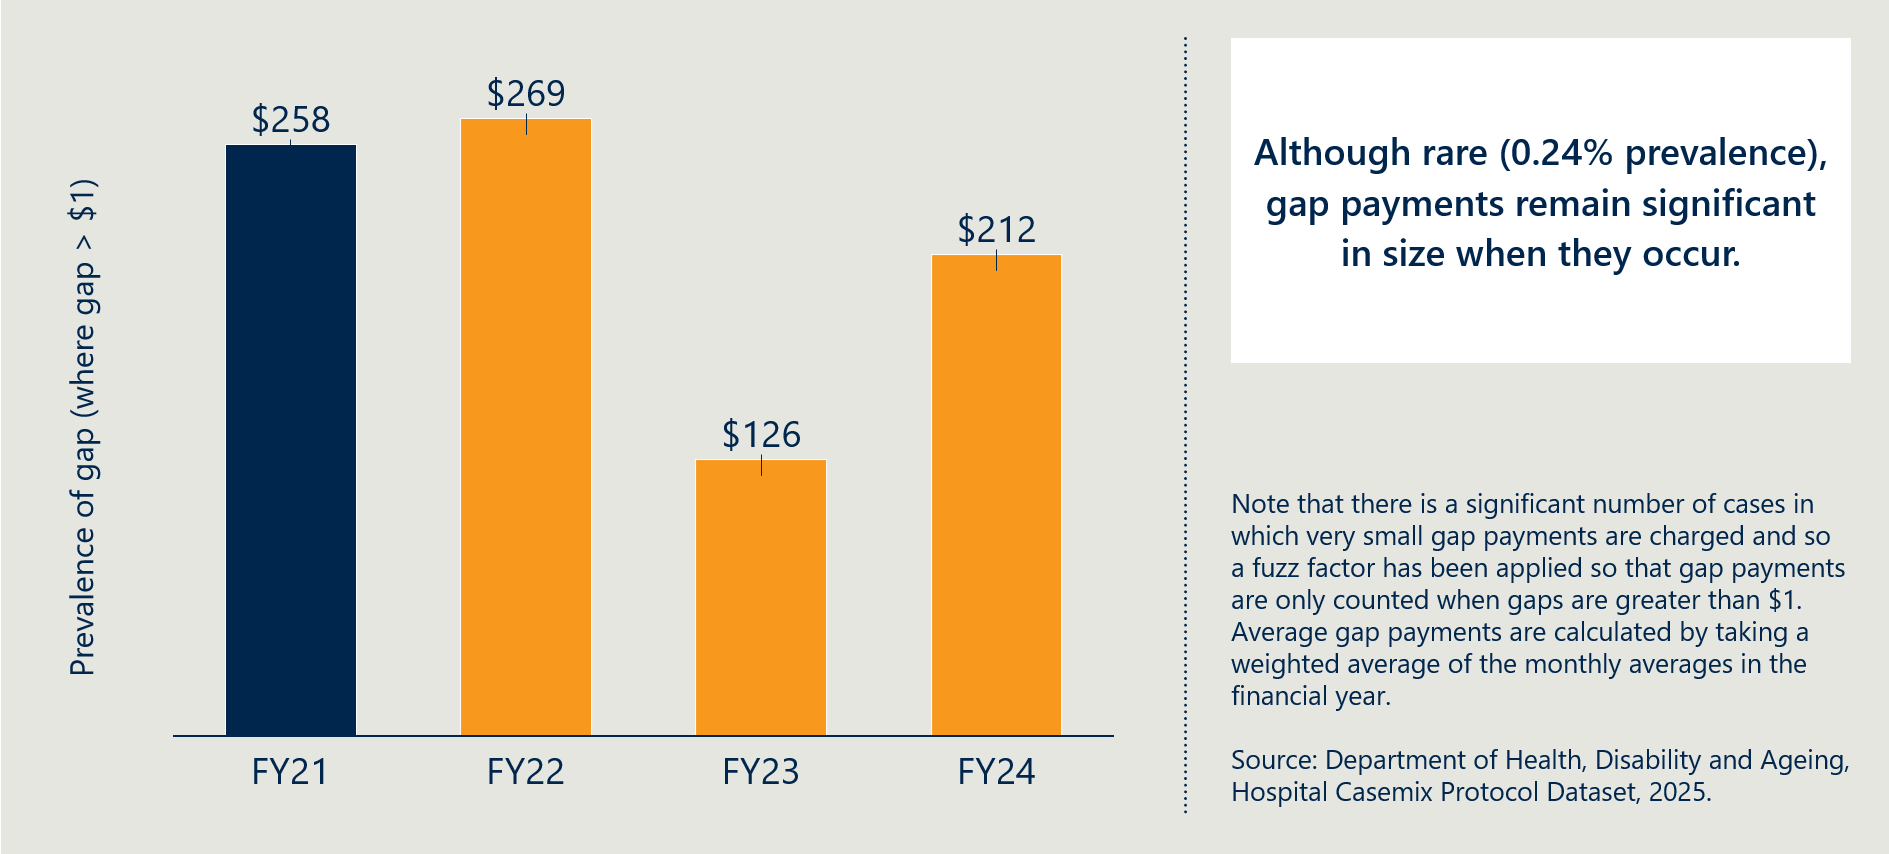 Prevalence of gap (where gap > $1)
$258
$269
$126
$212
FY21
FY22
FY23
FY24
Although rare (0.24% prevalence),
gap payments remain significant
in size when they occur.
Note that there is a significant number of cases in
which very small gap payments are charged and so
a fuzz factor has been applied so that gap payments
are only counted when gaps are greater than $1.
Average gap payments are calculated by taking a
weighted average of the monthly averages in the
financial year.
Source: Department of Health, Disability and Ageing,
Hospital Casemix Protocol Dataset, 2025.